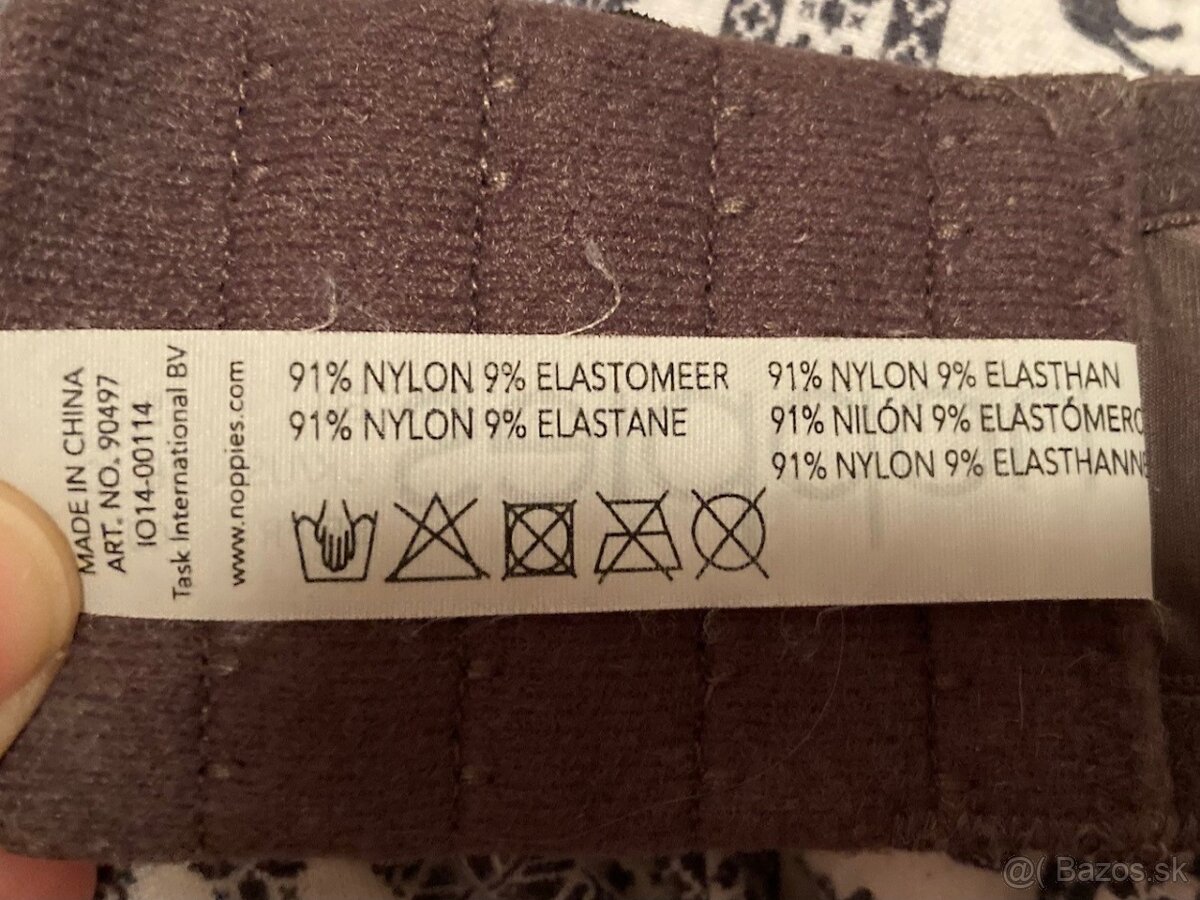 MADE IN CHINA
ART. NO. 90497
IO14-00114
Task International BV
www.noppies.com
91% NYLON 9% ELASTOMEER
91% NYLON 9% ELASTANE
91% NYLON 9% ELASTHAN
91% NILÓN 9% ELASTÓMERO
91% NYLON 9% ELASTHANN
@( Bazos.sk